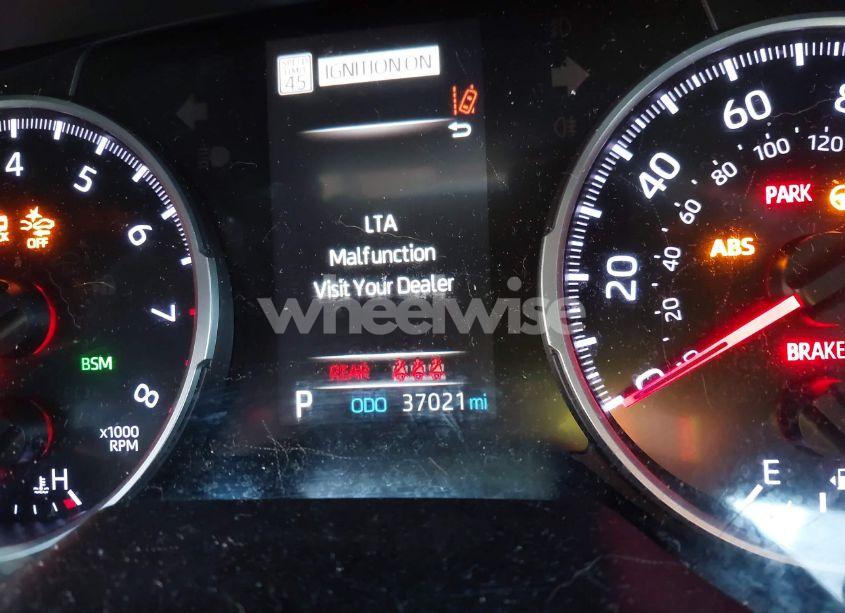 SPEED LIMIT 45 IGNITION ON
LTA
Malfunction
Visit Your Dealer
wheelwise
REAR
P ODO 37021 mi
4 5 6 7 8
OFF
BSM
x1000
RPM
H
0 20 40 60
20 40 60 80 100 120
PARK
ABS
BRAKE
E